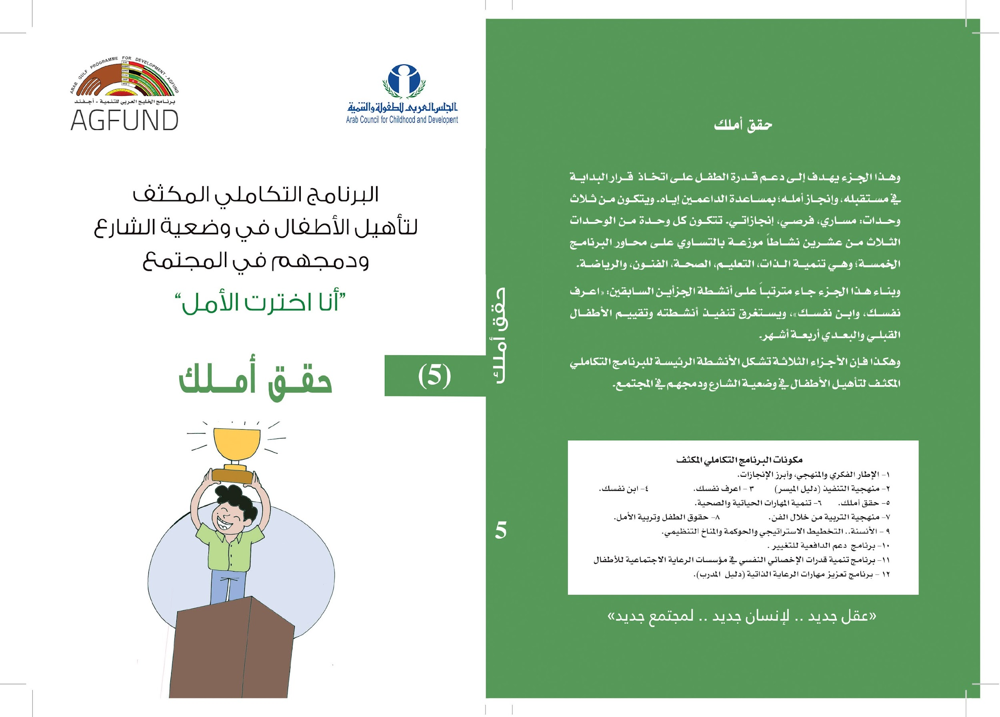 ARAB GULF PROGRAMME FOR DEVELOPMENT - AGFUND
برنامج الخليج العربي للتنمية - أجفند
AGFUND
المجلس العربي للطفولة والتنمية
Arab Council for Childhood and Development
البرنامج التكاملي المكثف
لتأهيل الأطفال في وضعية الشارع
ودمجهم في المجتمع
”أنا اخترت الأمل“
(5)
حقق أملك
حقق أملك
5
حقق أملك
وهذا الجزء يهدف إلى دعم قدرة الطفل على اتخاذ قرار البداية
في مستقبله، وإنجاز أمله؛ بمساعدة الداعمين إياه. ويتكون من ثلاث
وحدات: مساري، فرصي، إنجازاتي. تتكون كل وحدة من الوحدات
الثلاث من عشرين نشاطاً موزعة بالتساوي على محاور البرنامج
الخمسة؛ وهي تنمية الذات، التعليم، الصحة، الفنون، والرياضة.
وبناء هذا الجزء جاء مترتباً على أنشطة الجزأين السابقين: «اعرف
نفسك، وابن نفسك»، ويستغرق تنفيذ أنشطته وتقييم الأطفال
القبلي والبعدي أربعة أشهر.
وهكذا فإن الأجزاء الثلاثة تشكل الأنشطة الرئيسة للبرنامج التكاملي
المكثف لتأهيل الأطفال في وضعية الشارع ودمجهم في المجتمع.
مكونات البرنامج التكاملي المكثف
١- الإطار الفكري والمنهجي، وأبرز الإنجازات.
٢- منهجية التنفيذ (دليل الميسر) ٣ - اعرف نفسك. ٤- ابن نفسك.
٥- حقق أملك. ٦- تنمية المهارات الحياتية والصحية.
٧- منهجية التربية من خلال الفن. ٨- حقوق الطفل وتربية الأمل.
٩ - الأنسنة.. التخطيط الاستراتيجي والحوكمة والمناخ التنظيمي.
١٠- برنامج دعم الدافعية للتغيير .
١١- برنامج تنمية قدرات الإخصائي النفسي في مؤسسات الرعاية الاجتماعية للأطفال
١٢ - برنامج تعزيز مهارات الرعاية الذاتية (دليل المدرب).
«عقل جديد .. لإنسان جديد .. لمجتمع جديد»